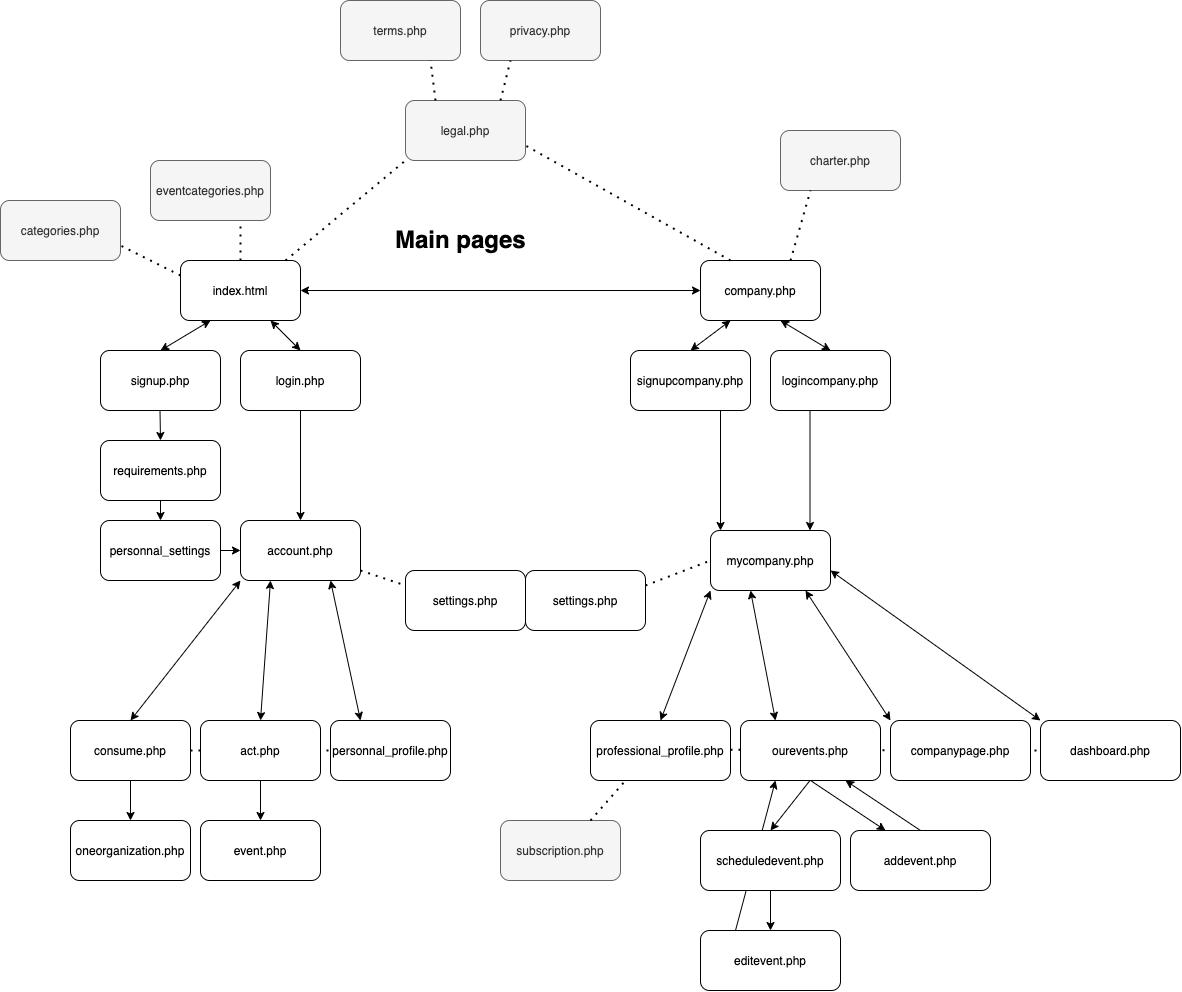 terms.php
privacy.php
legal.php
charter.php
eventcategories.php
categories.php
Main pages
index.html
company.php
signup.php
login.php
signupcompany.php
logincompany.php
requirements.php
personnal_settings
account.php
mycompany.php
settings.php
settings.php
consume.php
act.php
personnal_profile.php
professional_profile.php
ourevents.php
companypage.php
dashboard.php
oneorganization.php
event.php
subscription.php
scheduledevent.php
addevent.php
editevent.php